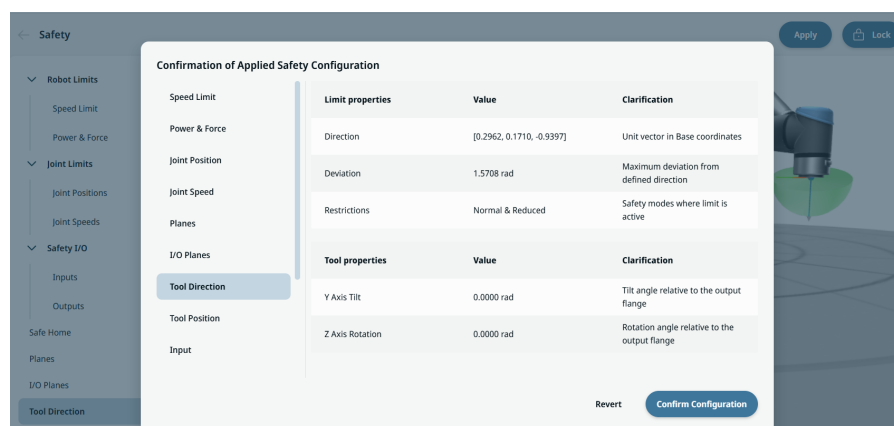 Safety
Apply
Lock
Robot Limits
Speed Limit
Power & Force
Joint Limits
Joint Positions
Joint Speeds
Safety I/O
Inputs
Outputs
Safe Home
Planes
I/O Planes
Tool Direction
Confirmation of Applied Safety Configuration
Speed Limit
Power & Force
Joint Position
Joint Speed
Planes
I/O Planes
Tool Direction
Tool Position
Input
Limit properties Value Clarification
Direction [0.2962, 0.1710, -0.9397] Unit vector in Base coordinates
Deviation 1.5708 rad Maximum deviation from
defined direction
Restrictions Normal & Reduced Safety modes where limit is
active
Tool properties Value Clarification
Y Axis Tilt 0.0000 rad Tilt angle relative to the output
flange
Z Axis Rotation 0.0000 rad Rotation angle relative to the
output flange
Revert Confirm Configuration